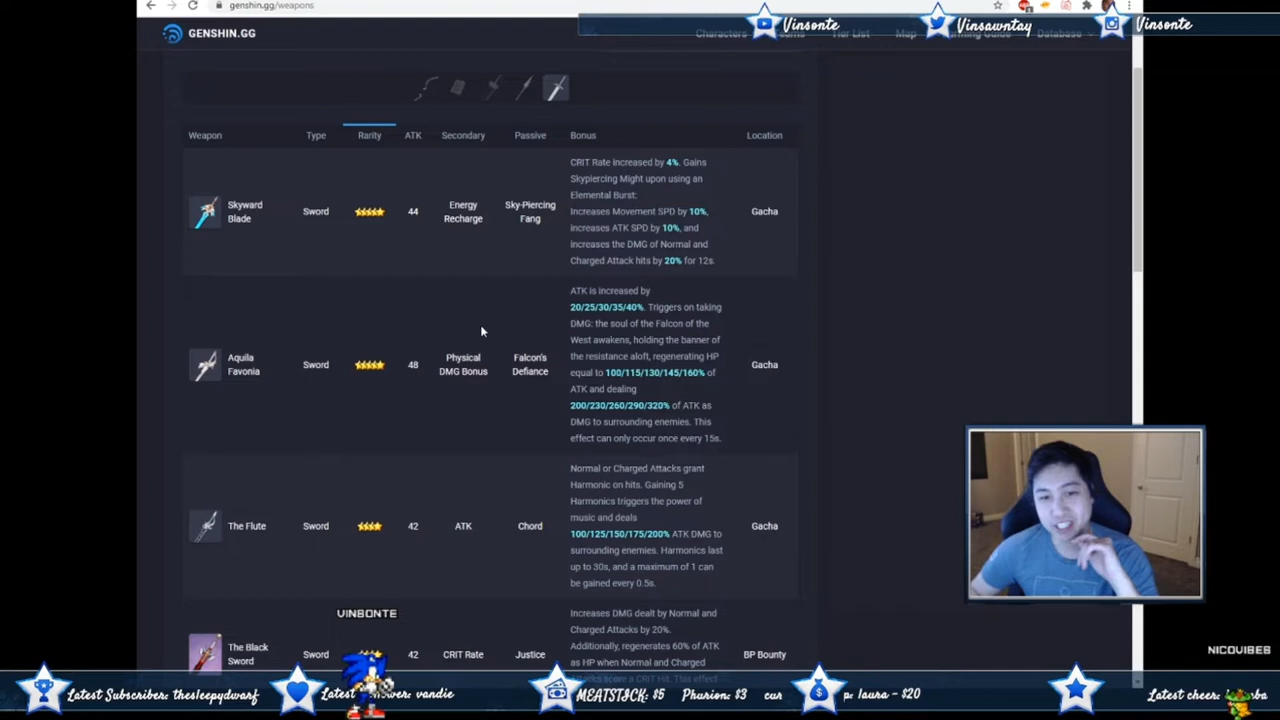 genshin.gg/weapons
Vinsonte
Vinsawntay
Vinsonte
GENSHIN.GG
Characters
Tier List
Map
Database
Weapon Type Rarity ATK Secondary Passive Bonus Location
Skyward
Blade
Sword
44
Energy
Recharge
Sky-Piercing
Fang
CRIT Rate increased by 4%. Gains
Skypiercing Might upon using an
Elemental Burst:
Increases Movement SPD by 10%,
increases ATK SPD by 10%, and
increases the DMG of Normal and
Charged Attack hits by 20% for 12s.
Gacha
Aquila
Favonia
Sword
48
Physical
DMG Bonus
Falcon's
Defiance
ATK is increased by
20/25/30/35/40%. Triggers on taking
DMG: the soul of the Falcon of the
West awakens, holding the banner of
the resistance aloft, regenerating HP
equal to 100/115/130/145/160% of
ATK and dealing
200/230/260/290/320% of ATK as
DMG to surrounding enemies. This
effect can only occur once every 15s.
Gacha
The Flute
Sword
42
ATK
Chord
Normal or Charged Attacks grant
Harmonic on hits. Gaining 5
Harmonics triggers the power of
music and deals
100/125/150/175/200% ATK DMG to
surrounding enemies. Harmonics last
up to 30s, and a maximum of 1 can
be gained every 0.5s.
Gacha
VINSONTE
The Black
Sword
Sword
42
CRIT Rate
Justice
Increases DMG dealt by Normal and
Charged Attacks by 20%.
Additionally, regenerates 60% of ATK
as HP when Normal and Charged
score a CRIT Hit. This effect
BP Bounty
NICOVIBES
Latest Subscriber: thesleepydwarf
Latest vandie
MEATSTICK: $5 Phurion: $3 cur
p: laura - $20
Latest cheer: